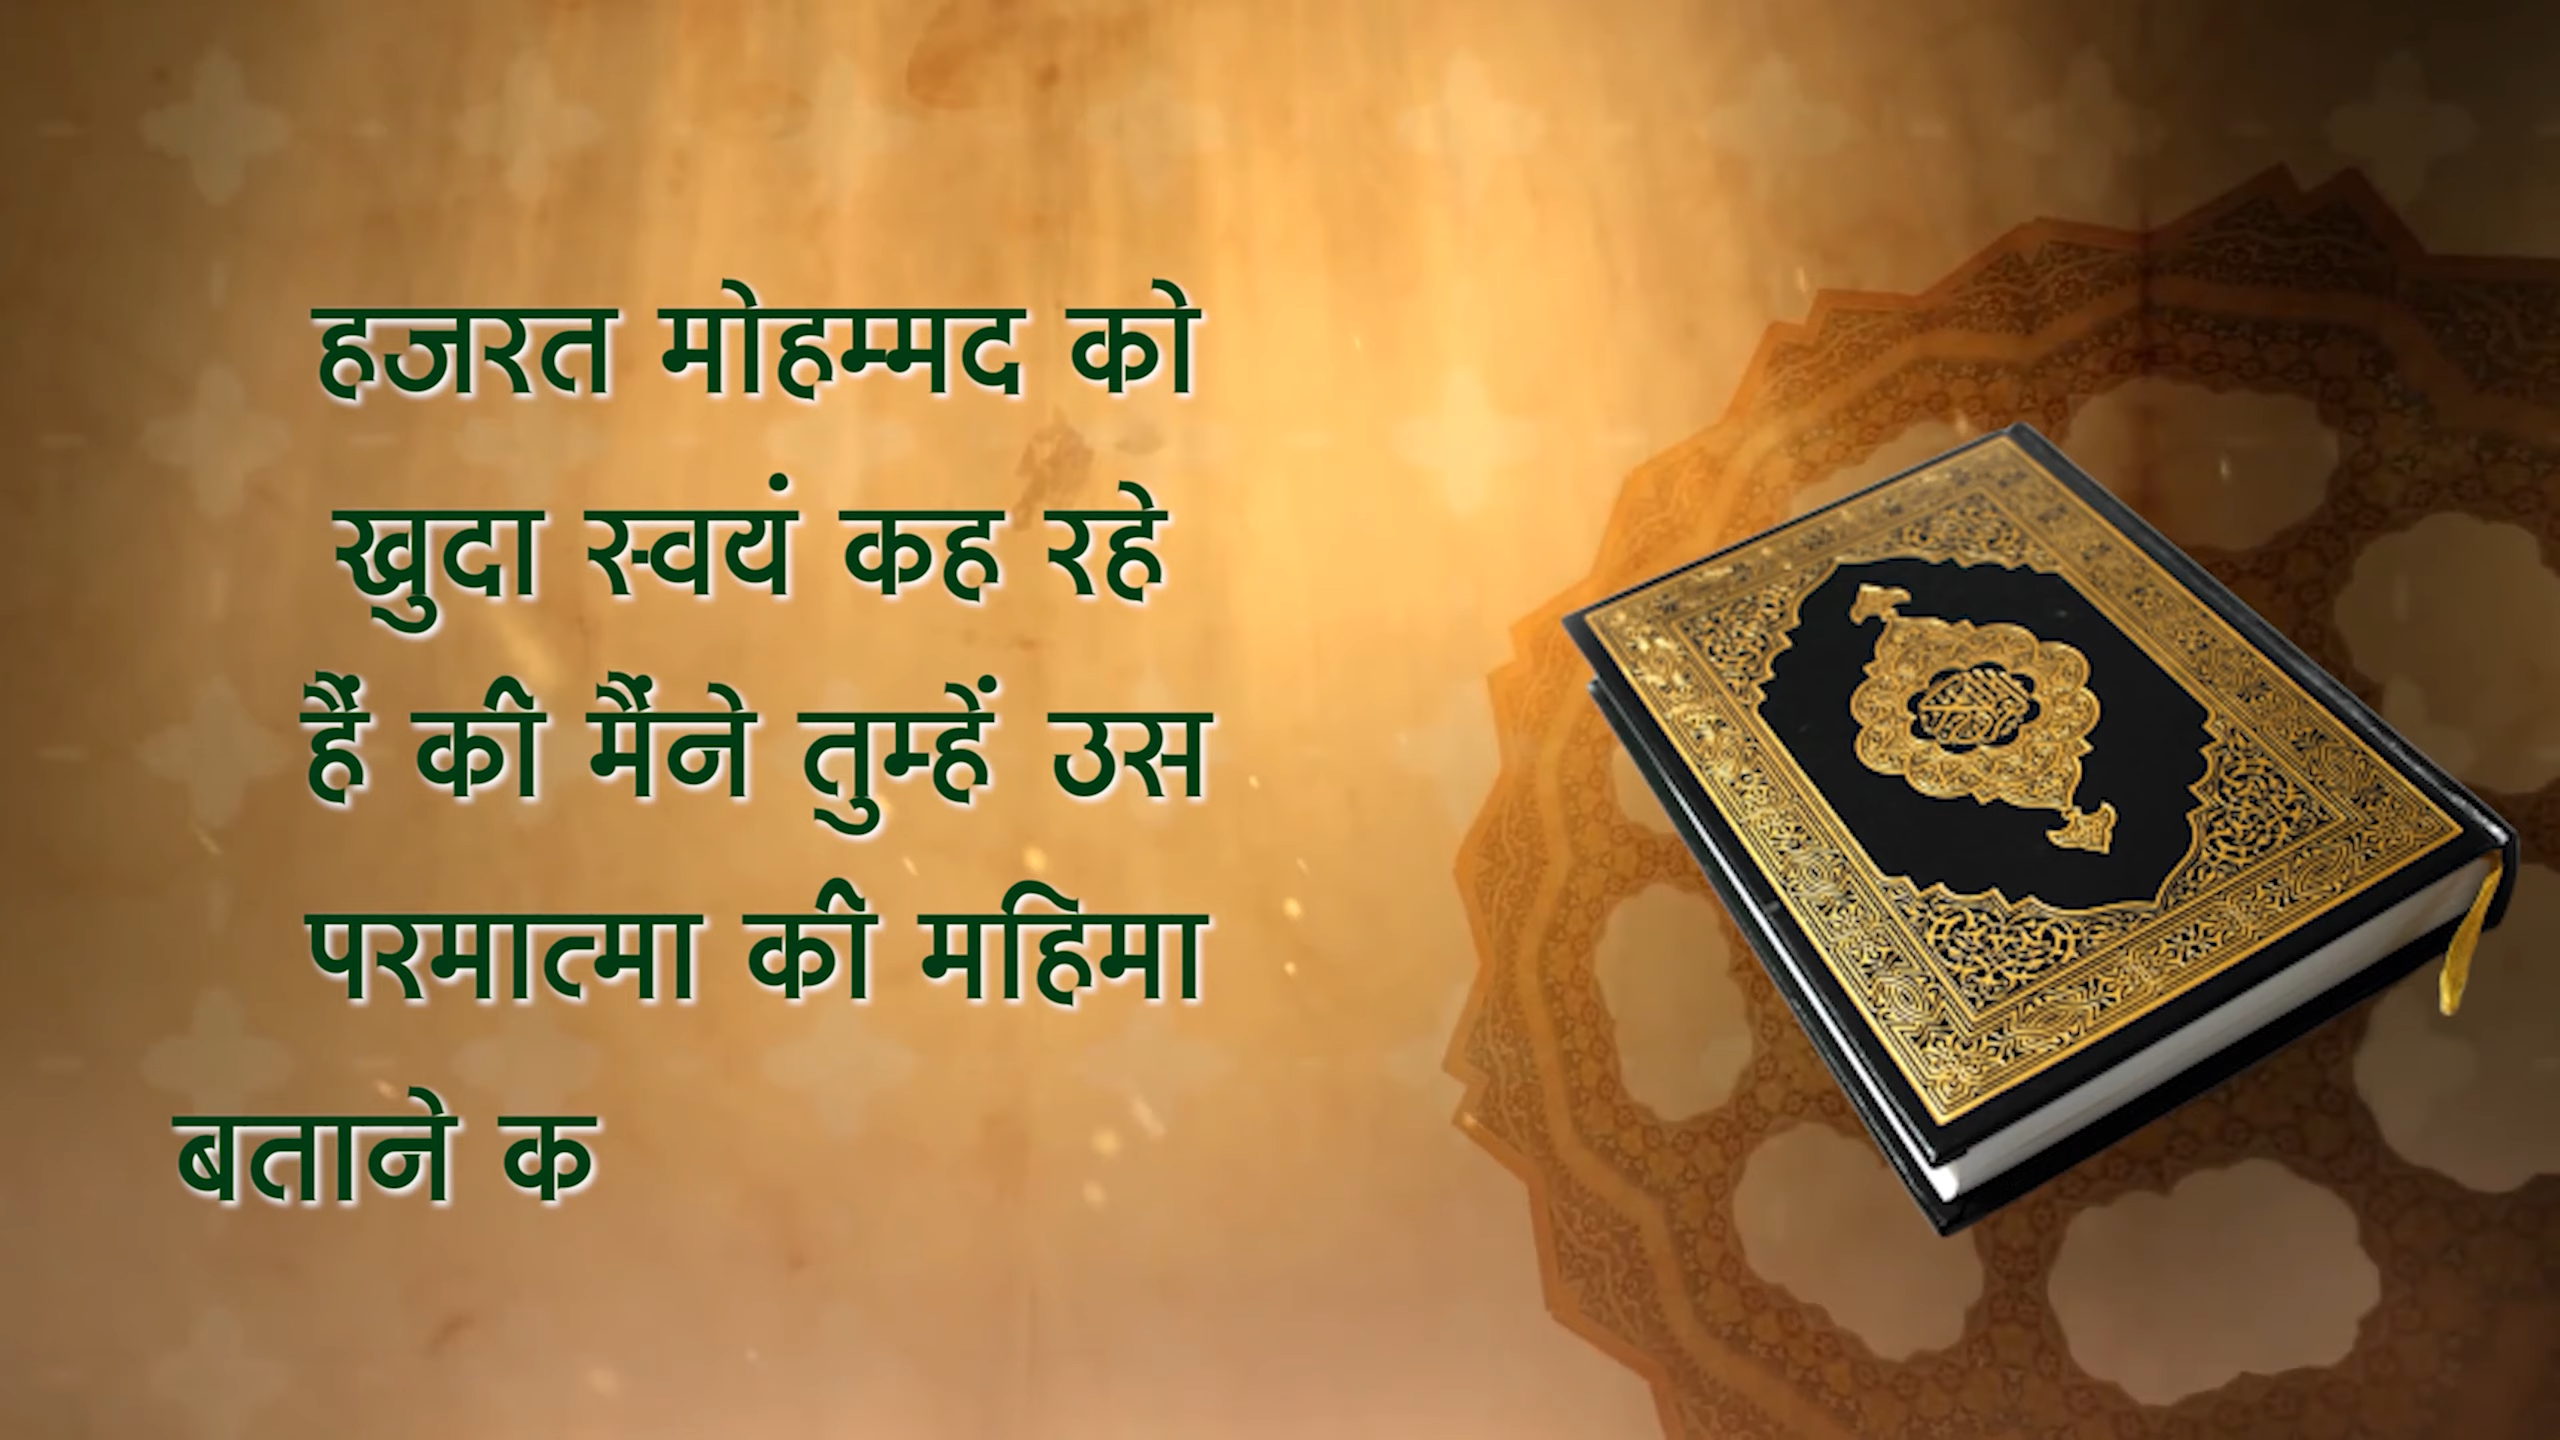 हजरत मोहम्मद को
खुदा स्वयं कह रहे
हैं की मैंने तुम्हें उस
परमात्मा की महिमा
बताने क